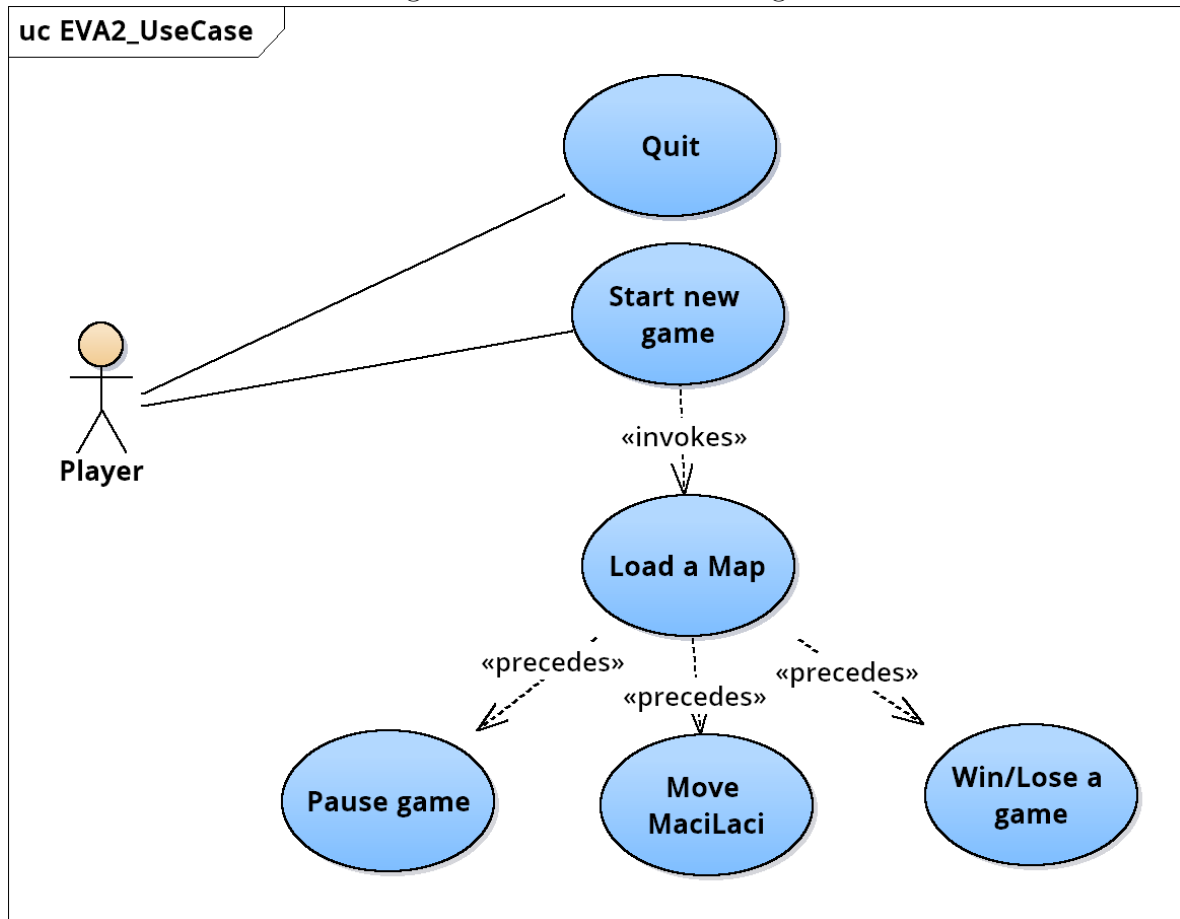 uc EVA2_UseCase
Quit
Start new
game
«invokes»
Player
Load a Map
«precedes»
«precedes»
«precedes»
Pause game
Move
MaciLaci
Win/Lose a
game